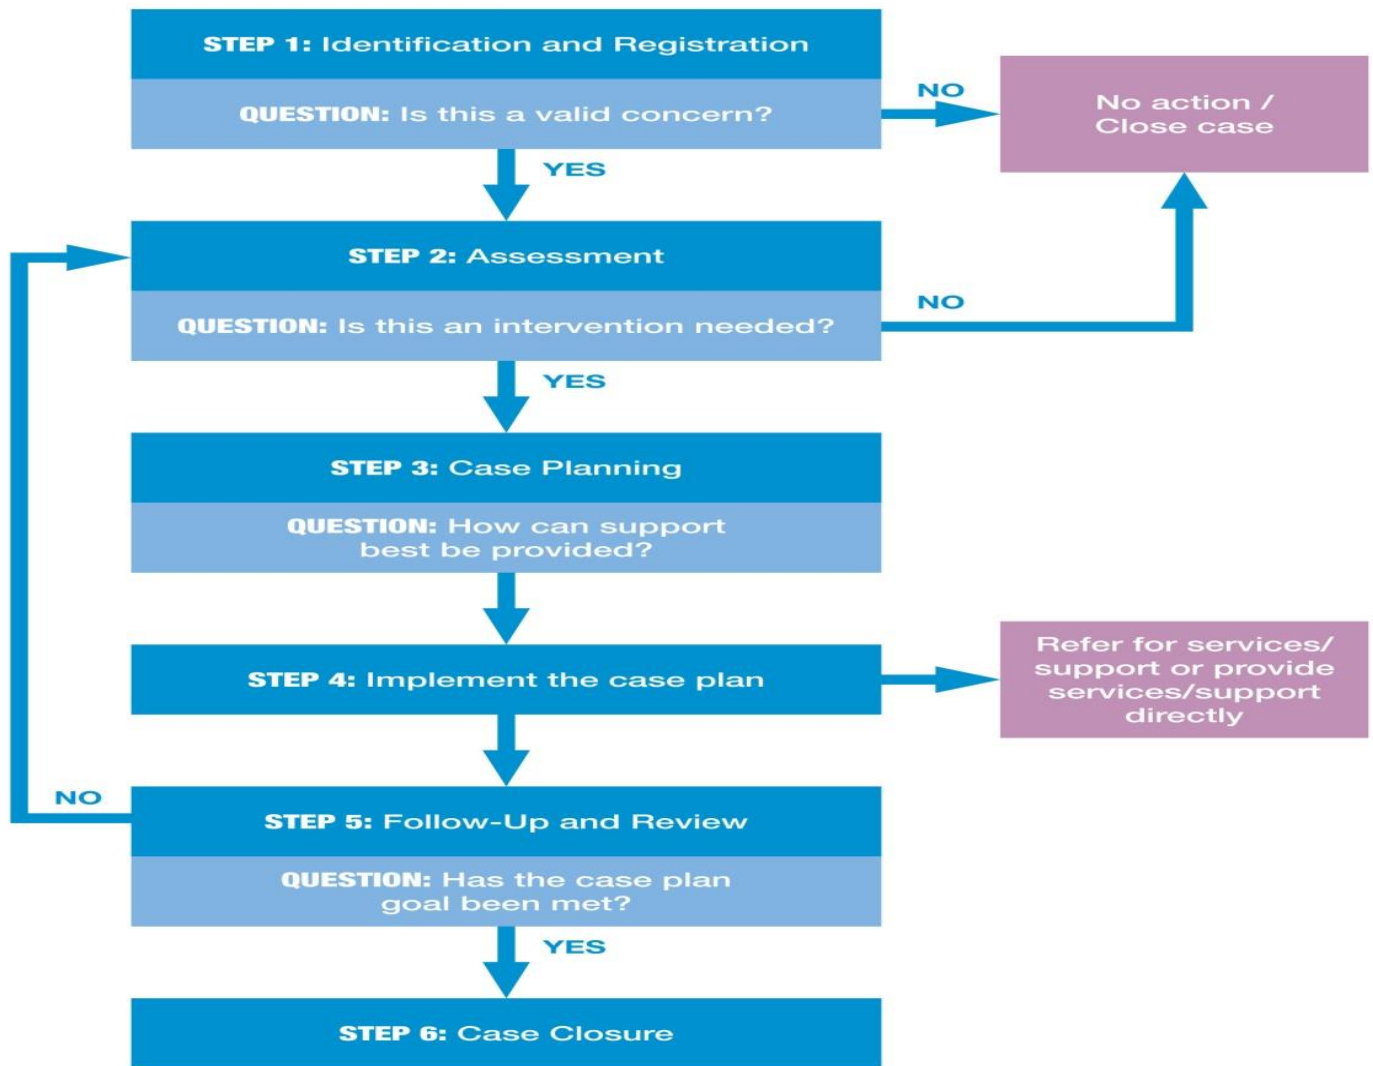 STEP 1: Identification and Registration
QUESTION: Is this a valid concern?
NO
No action /
Close case
YES
STEP 2: Assessment
QUESTION: Is this an intervention needed?
NO
YES
STEP 3: Case Planning
QUESTION: How can support
best be provided?
STEP 4: Implement the case plan
Refer for services/
support or provide
services/support
directly
NO
STEP 5: Follow-Up and Review
QUESTION: Has the case plan
goal been met?
YES
STEP 6: Case Closure